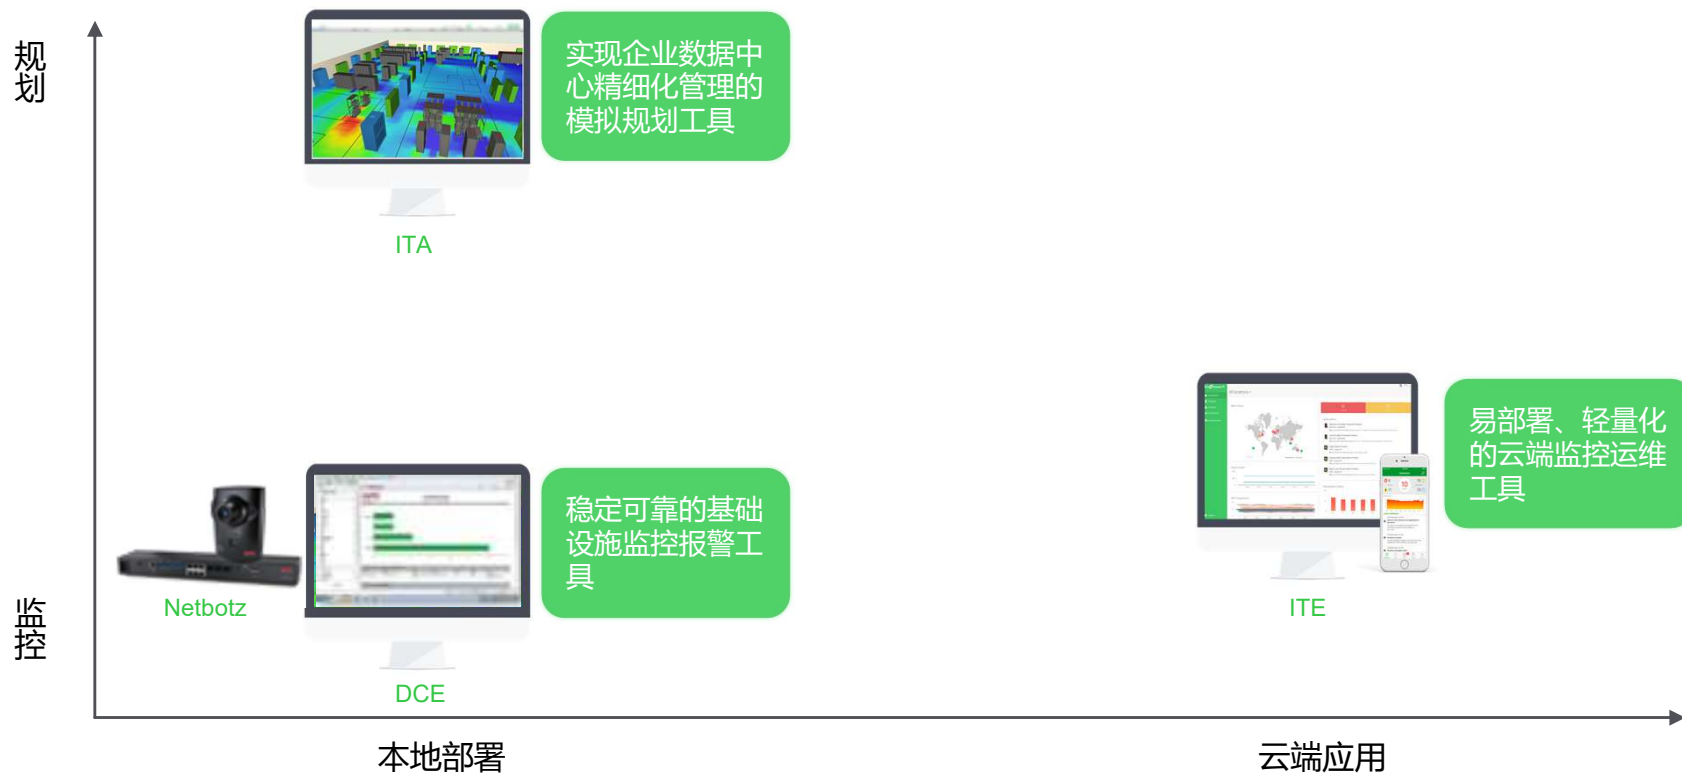 规划
实现企业数据中
心精细化管理的
模拟规划工具
ITA
易部署、轻量化
的云端监控运维
工具
稳定可靠的基础
设施监控报警工
具
监控
Netbotz
ITE
DCE
本地部署
云端应用